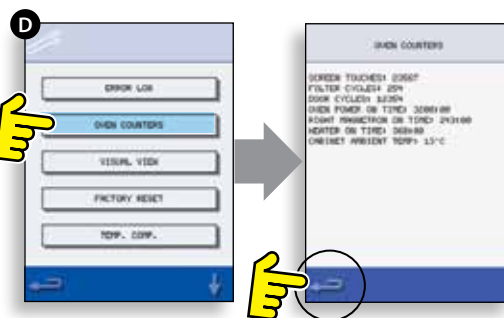 D
ERROR LOG
OVEN COUNTERS
VISUAL VIEW
FACTORY RESET
TEMP. COMP.
OVEN COUNTERS
SCREEN TOUCHES: 23567
FILTER CYCLES: 254
DOOR CYCLES: 12354
OVEN POWER ON TIME: 3200:00
RIGHT MAGNETRON ON TIME: 243:00
HEATER ON TIME: 360:00
CABINET AMBIENT TEMP: 13°C